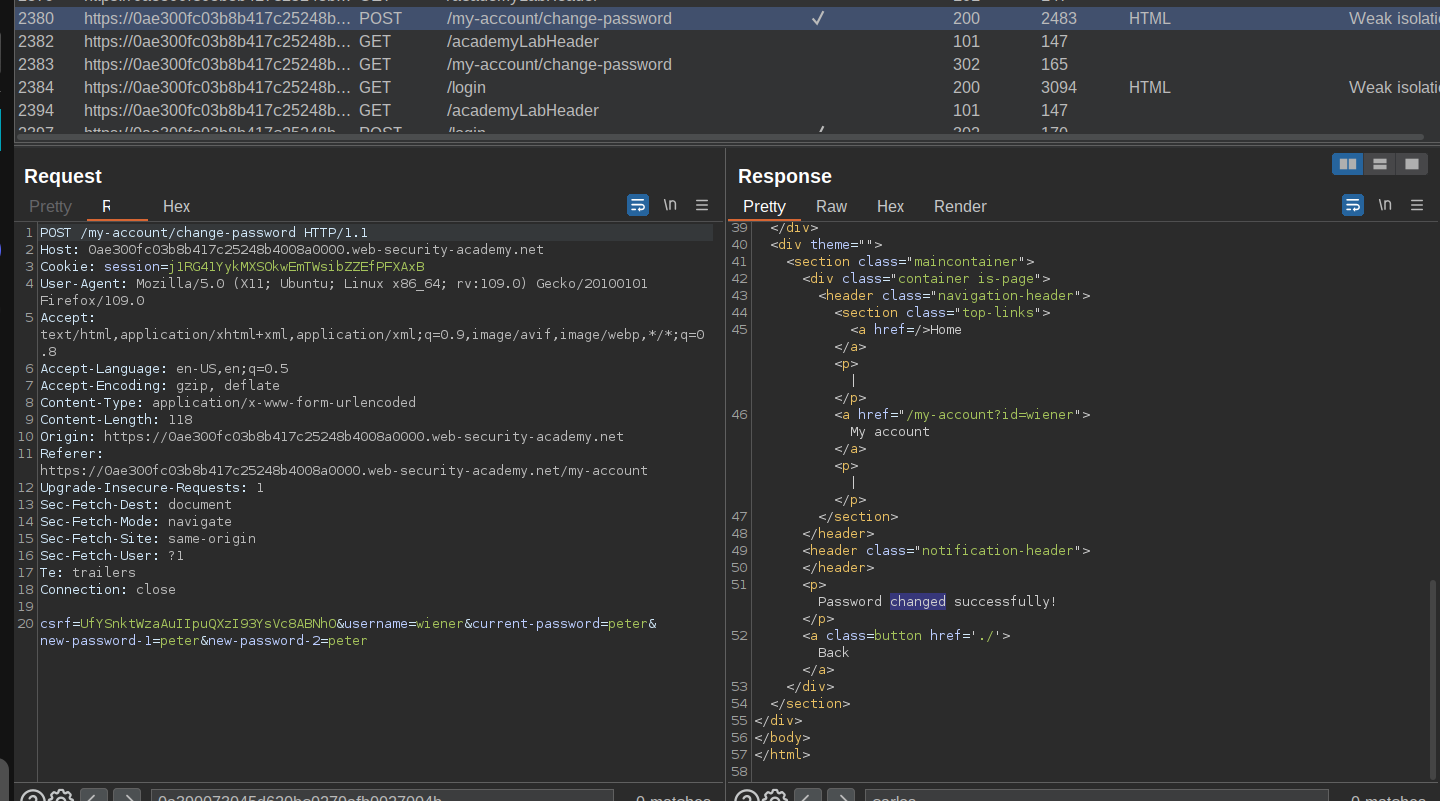 2380 https://0ae300fc03b8b417c25248b… POST /my-account/change-password ✓ 200 2483 HTML Weak isolatio
2382 https://0ae300fc03b8b417c25248b… GET /academyLabHeader 101 147
2383 https://0ae300fc03b8b417c25248b… GET /my-account/change-password 302 165
2384 https://0ae300fc03b8b417c25248b… GET /login 200 3094 HTML Weak isolatio
2394 https://0ae300fc03b8b417c25248b… GET /academyLabHeader 101 147
2397 https://0ae300fc03b8b417c25248b… POST /login ✓ 302 170
Request
Pretty R Hex \n
1 POST /my-account/change-password HTTP/1.1
2 Host: 0ae300fc03b8b417c25248b4008a0000.web-security-academy.net
3 Cookie: session=j1RG41YykMXSOkwEmTWsibZZEfPFXAxB
4 User-Agent: Mozilla/5.0 (X11; Ubuntu; Linux x86_64; rv:109.0) Gecko/20100101
Firefox/109.0
5 Accept:
text/html,application/xhtml+xml,application/xml;q=0.9,image/avif,image/webp,*/*;q=0
.8
6 Accept-Language: en-US,en;q=0.5
7 Accept-Encoding: gzip, deflate
8 Content-Type: application/x-www-form-urlencoded
9 Content-Length: 118
10 Origin: https://0ae300fc03b8b417c25248b4008a0000.web-security-academy.net
11 Referer:
https://0ae300fc03b8b417c25248b4008a0000.web-security-academy.net/my-account
12 Upgrade-Insecure-Requests: 1
13 Sec-Fetch-Dest: document
14 Sec-Fetch-Mode: navigate
15 Sec-Fetch-Site: same-origin
16 Sec-Fetch-User: ?1
17 Te: trailers
18 Connection: close
19
20 csrf=UfYSnktWzaAuIIpuQXzI93YsVc8ABNhO&username=wiener&current-password=peter&
new-password-1=peter&new-password-2=peter
Response
Pretty Raw Hex Render \n
39 </div>
40 <div theme="">
41 <section class="maincontainer">
42 <div class="container is-page">
43 <header class="navigation-header">
44 <section class="top-links">
45 <a href=/>Home
</a>
<p>
|
</p>
46 <a href="/my-account?id=wiener">
My account
</a>
<p>
|
</p>
47 </section>
48 </header>
49 <header class="notification-header">
50 </header>
51 <p>
Password changed successfully!
</p>
52 <a class=button href='./'>
Back
</a>
53 </div>
54 </section>
55 </div>
56 </body>
57 </html>
58
0 matches
carlos
0 matches